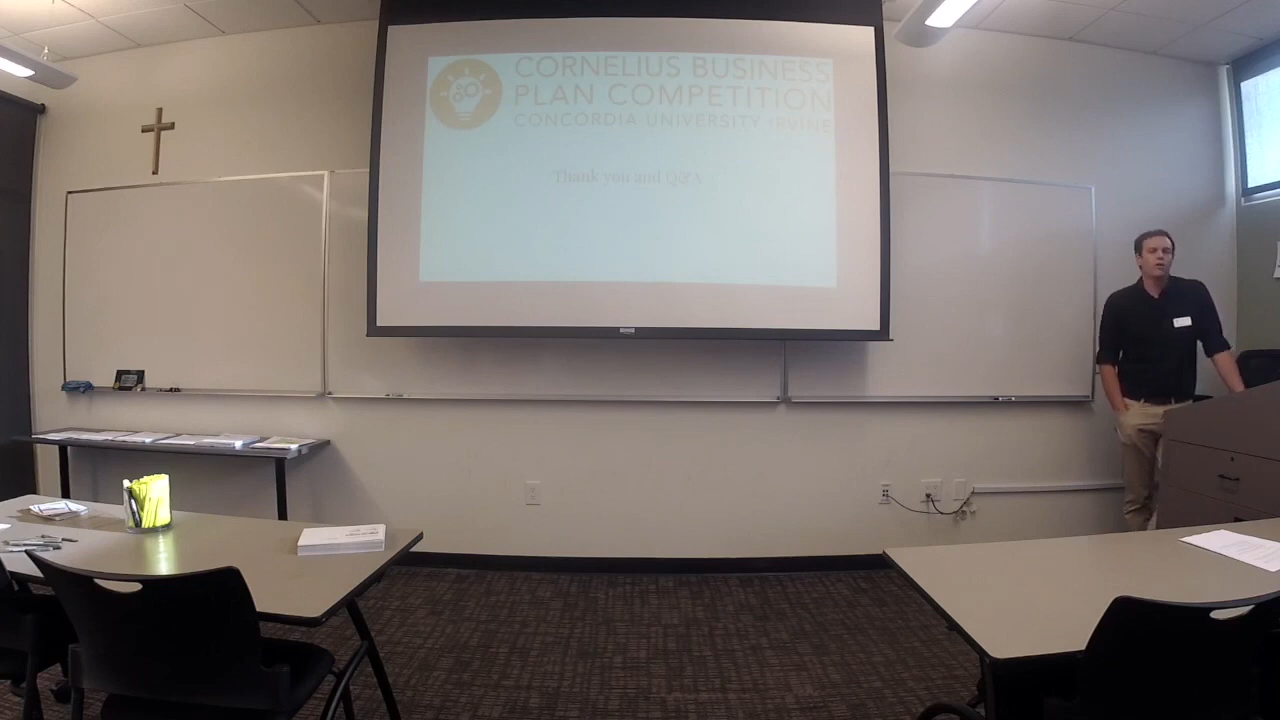 CORNELIUS BUSINESS
PLAN COMPETITION
CONCORDIA UNIVERSITY IRVINE
Thank you and Q&A